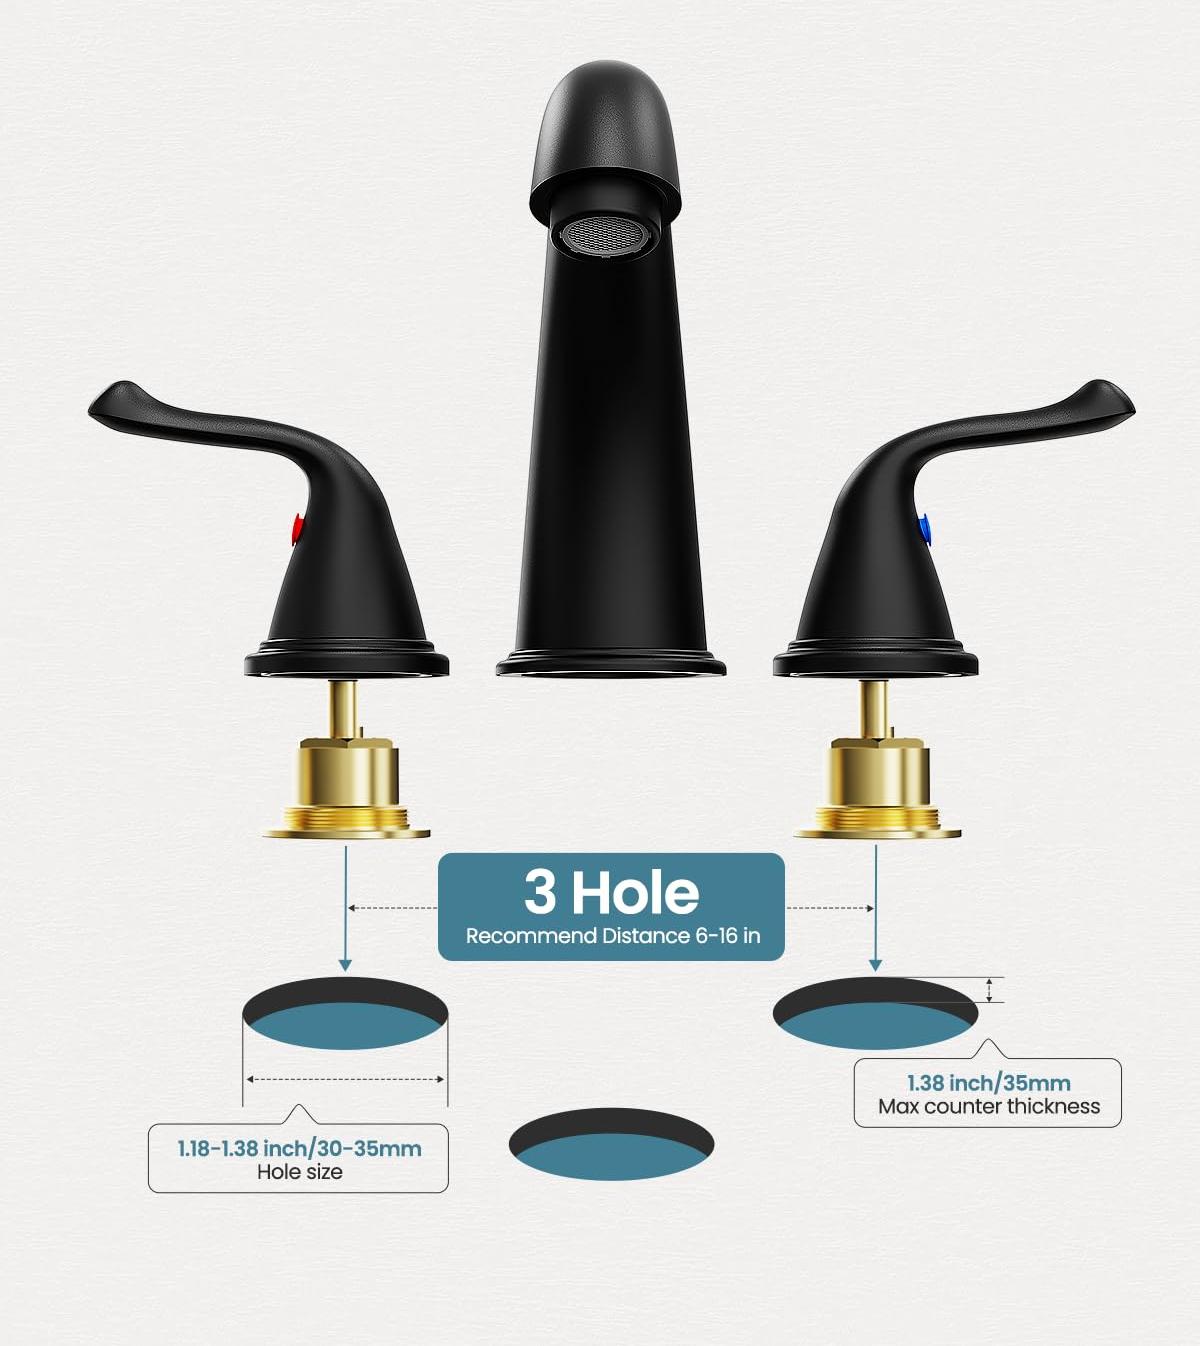 3 Hole
Recommend Distance 6-16 in
1.38 inch/35mm
Max counter thickness
1.18-1.38 inch/30-35mm
Hole size